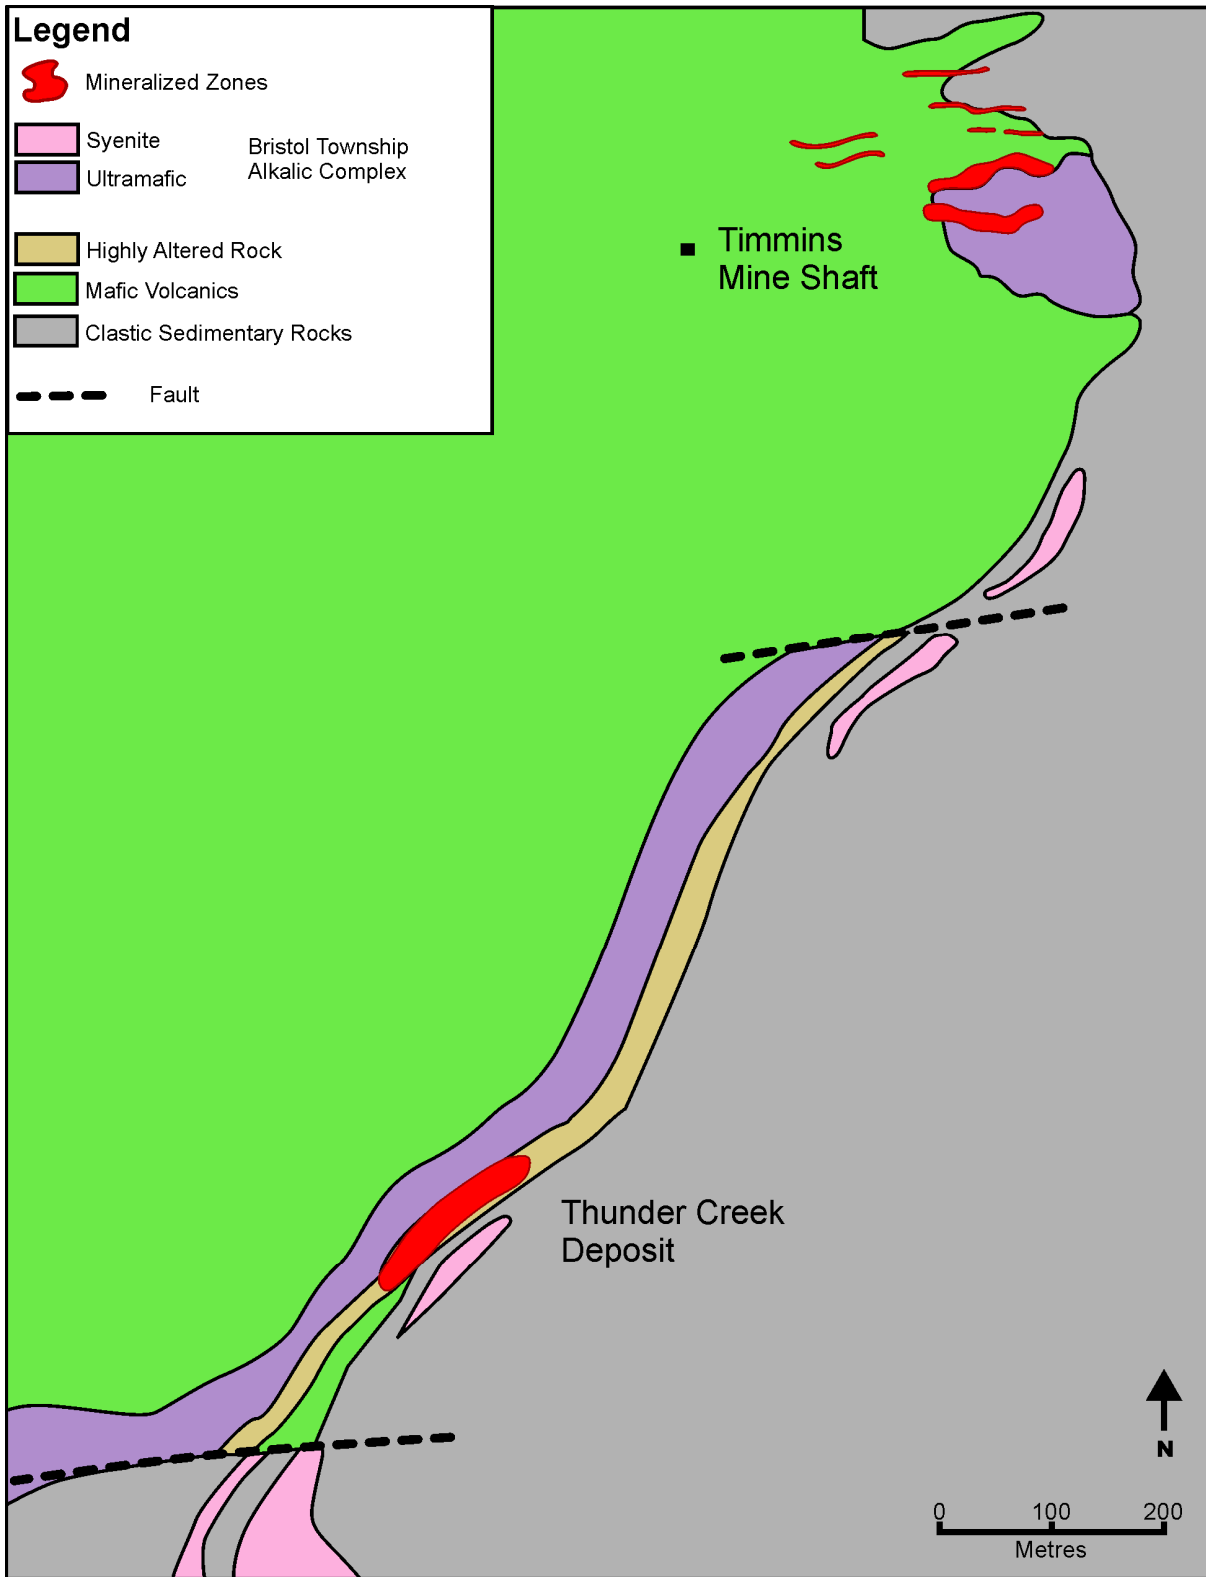 Legend
Mineralized Zones
Syenite
Bristol Township
Alkalic Complex
Ultramafic
Highly Altered Rock
Mafic Volcanics
Clastic Sedimentary Rocks
Fault
Timmins
Mine Shaft
Thunder Creek
Deposit
N
0 100 200
Metres